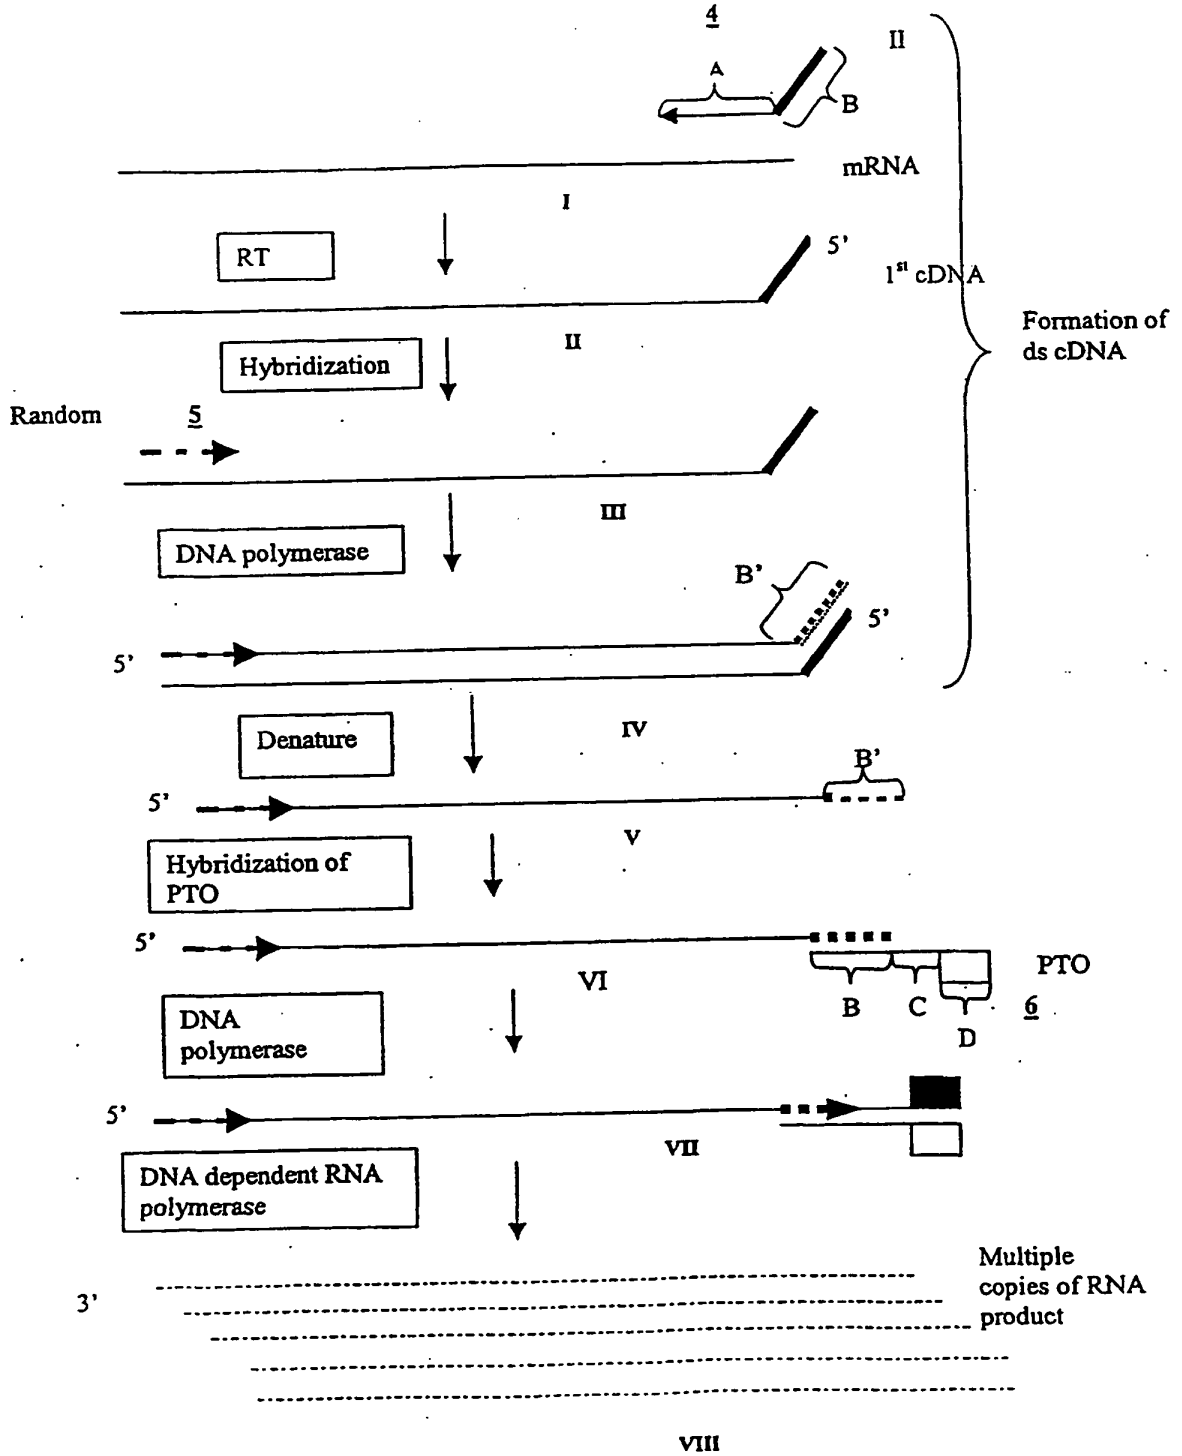 4
II
A
B
mRNA
I
RT
5’
1st cDNA
II
Formation of
ds cDNA
Hybridization
Random
5
III
DNA polymerase
B’
5’
5’
IV
Denature
B’
5’
V
Hybridization of
PTO
5’
PTO
VI
B
C
6
D
DNA
polymerase
5’
VII
DNA dependent RNA
polymerase
Multiple
copies of RNA
product
3’
VIII